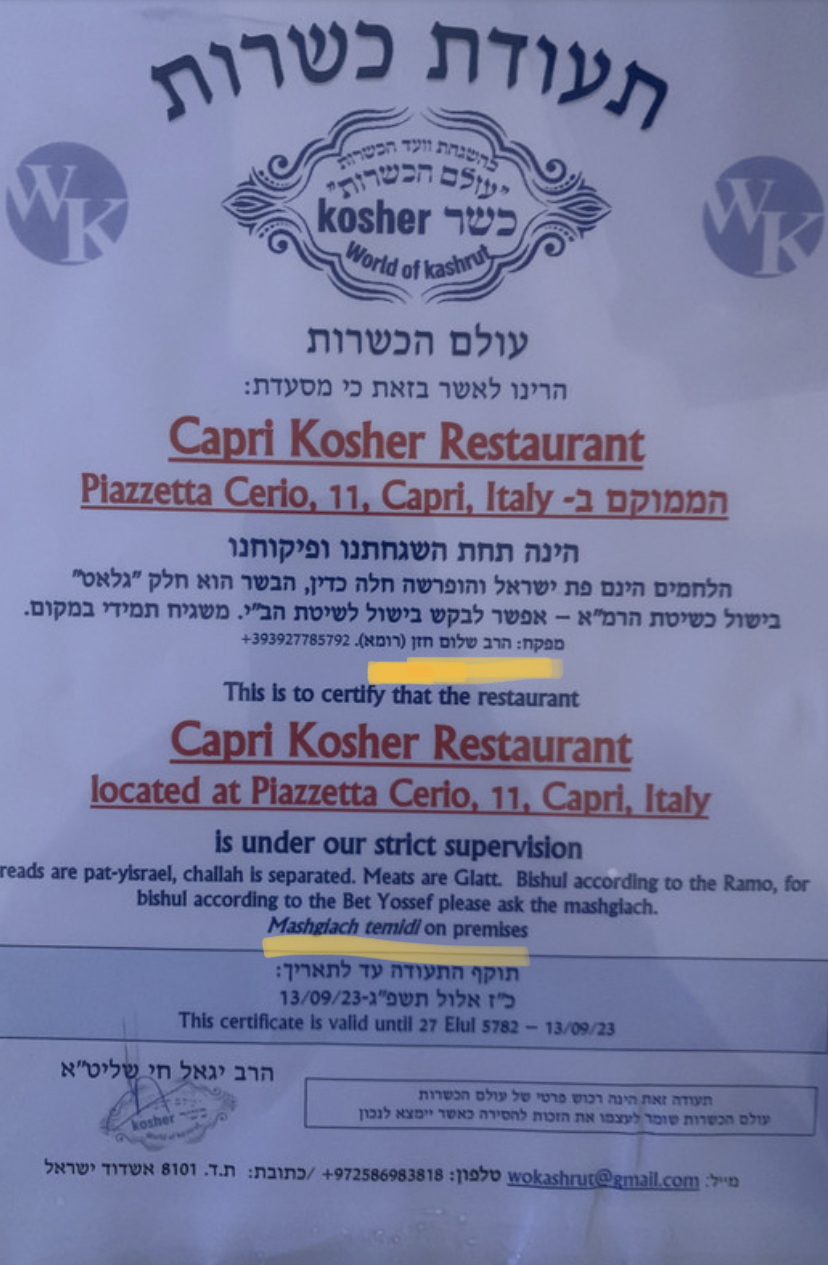 תעודת כשרות
WK
בהשגחת וועד הכשרות
"עולם הכשרות"
kosher כשר
World of kashrut
WK
עולם הכשרות
הרינו לאשר בזאת כי מסעדת:
Capri Kosher Restaurant
הממוקם ב- Piazzetta Cerio, 11, Capri, Italy
הינה תחת השגחתנו ופיקוחנו
הלחמים הינם פת ישראל והופרשה חלה כדין, הבשר הוא חלק "גלאט"
בישול כשיטת הרמ"א – אפשר לבקש בישול לשיטת הב"י. משגיח תמידי במקום.
מפקח: הרב שלום חזן (רומא). 393927785792+
This is to certify that the restaurant
Capri Kosher Restaurant
located at Piazzetta Cerio, 11, Capri, Italy
is under our strict supervision
reads are pat-yisrael, challah is separated. Meats are Glatt. Bishul according to the Ramo, for
bishul according to the Bet Yossef please ask the mashgiach.
Mashgiach temidi on premises
תוקף התעודה עד לתאריך:
כ"ז אלול תשפ"ג-13/09/23
This certificate is valid until 27 Elul 5782 – 13/09/23
הרב יגאל חי שליט"א
kosher כשר
World of kashrut
תעודה זאת הינה רכוש פרטי של עולם הכשרות
עולם הכשרות שומר לעצמו את הזכות להסירה כאשר יימצא לנכון
מייל: wokashrut@gmail.com טלפון: 972586983818+ /כתובת: ת.ד. 8101 אשדוד ישראל